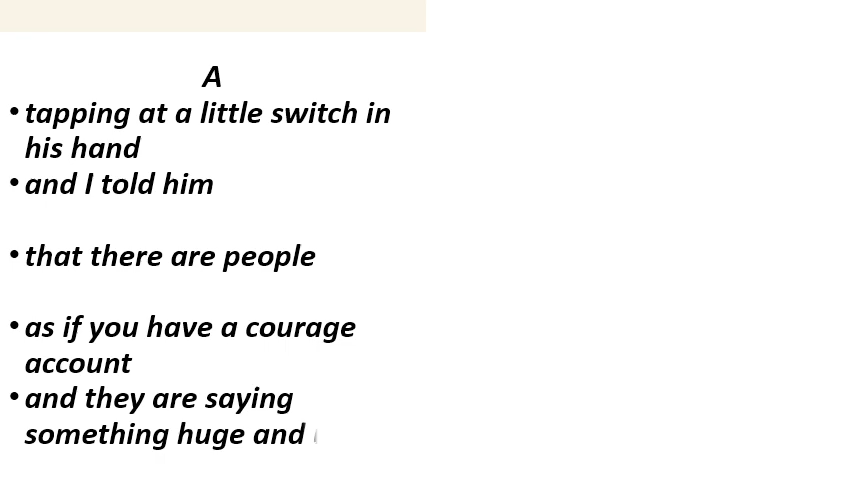 A
• tapping at a little switch in
his hand
• and I told him
• that there are people
• as if you have a courage
account
• and they are saying
something huge and